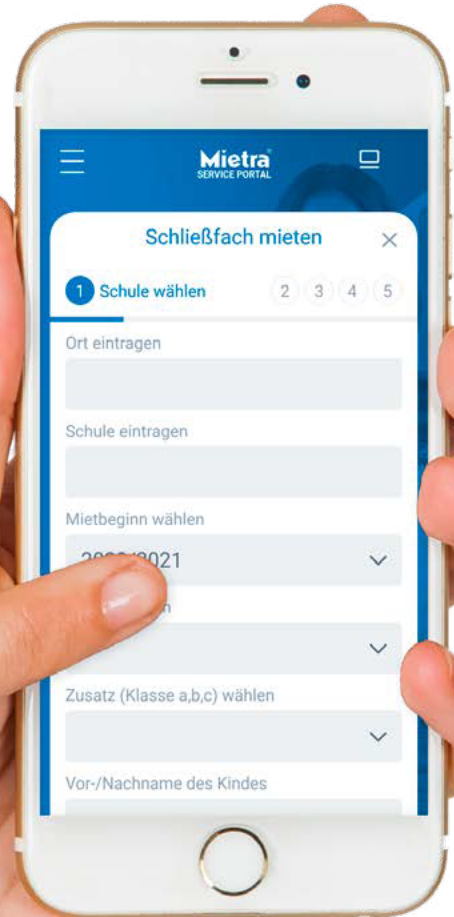 Mietra
SERVICE PORTAL
Schließfach mieten
1 Schule wählen 2 3 4 5
Ort eintragen
Schule eintragen
Mietbeginn wählen
Zusatz (Klasse a,b,c) wählen
Vor-/Nachname des Kindes